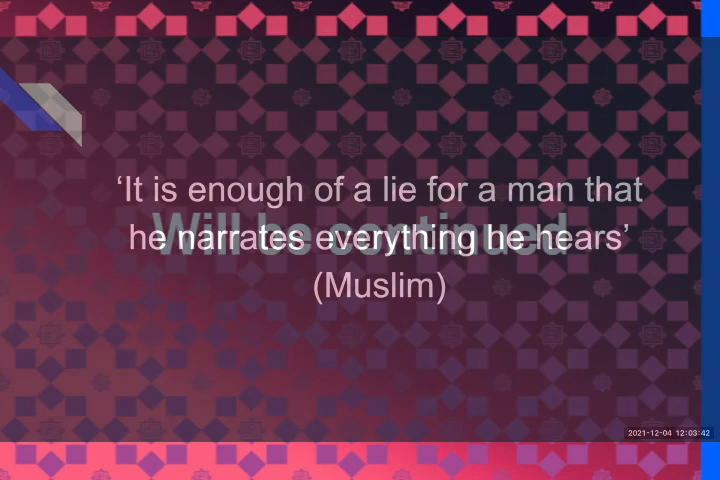 ‘It is enough of a lie for a man that
he narrates everything he hears’
(Muslim)
Will be continued
2021-12-04 12:03:42